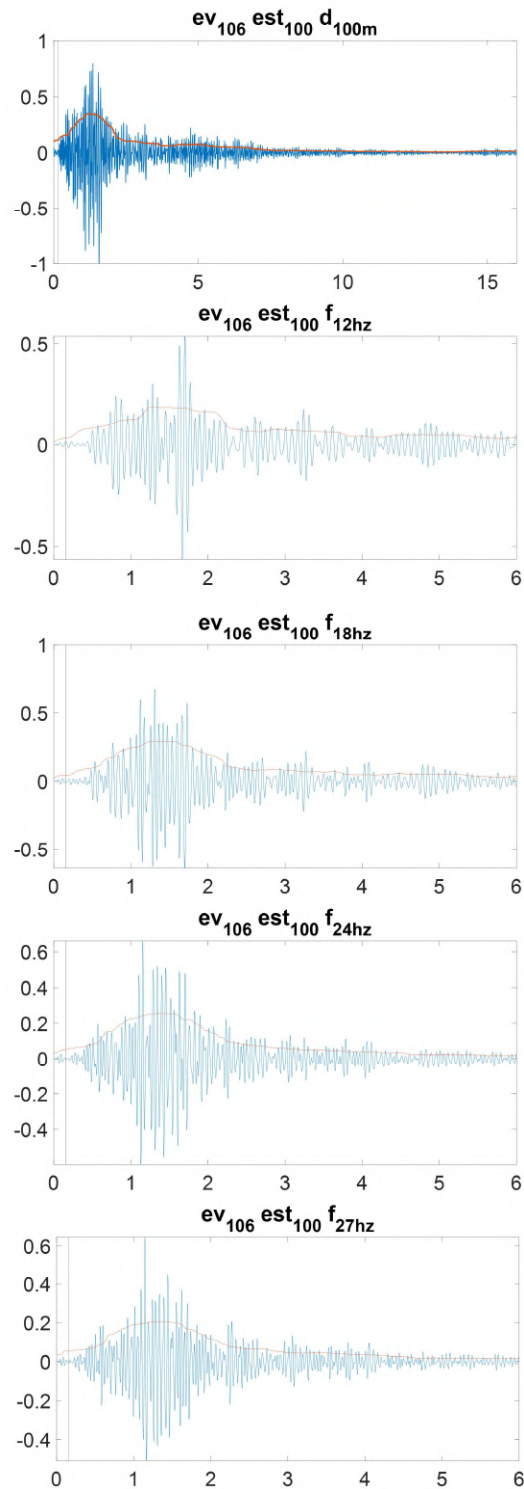 ev₁₀₆ est₁₀₀ d₁₀₀ₘ
1
0.5
0
-0.5
-1
0 5 10 15
ev₁₀₆ est₁₀₀ f₁₂ₕz
0.5
0
-0.5
0 1 2 3 4 5 6
ev₁₀₆ est₁₀₀ f₁₈ₕz
1
0.5
0
-0.5
0 1 2 3 4 5 6
ev₁₀₆ est₁₀₀ f₂₄ₕz
0.6
0.4
0.2
0
-0.2
-0.4
0 1 2 3 4 5 6
ev₁₀₆ est₁₀₀ f₂₇ₕz
0.6
0.4
0.2
0
-0.2
-0.4
0 1 2 3 4 5 6